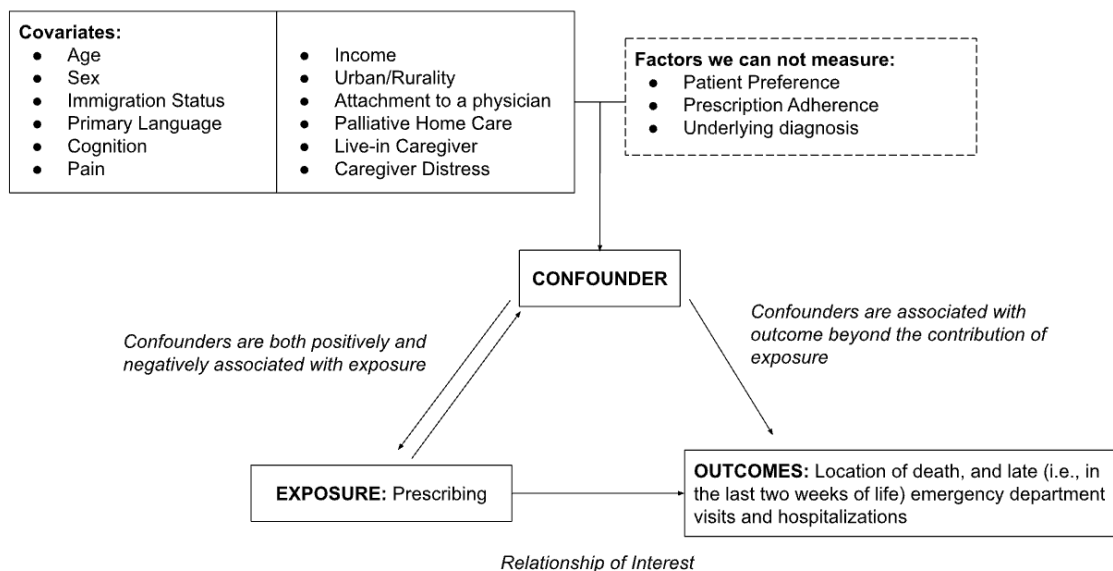 Covariates:
● Age
● Sex
● Immigration Status
● Primary Language
● Cognition
● Pain
● Income
● Urban/Rurality
● Attachment to a physician
● Palliative Home Care
● Live-in Caregiver
● Caregiver Distress
Factors we can not measure:
● Patient Preference
● Prescription Adherence
● Underlying diagnosis
CONFOUNDER
Confounders are both positively and
negatively associated with exposure
Confounders are associated with
outcome beyond the contribution of
exposure
EXPOSURE: Prescribing
OUTCOMES: Location of death, and late (i.e., in
the last two weeks of life) emergency department
visits and hospitalizations
Relationship of Interest